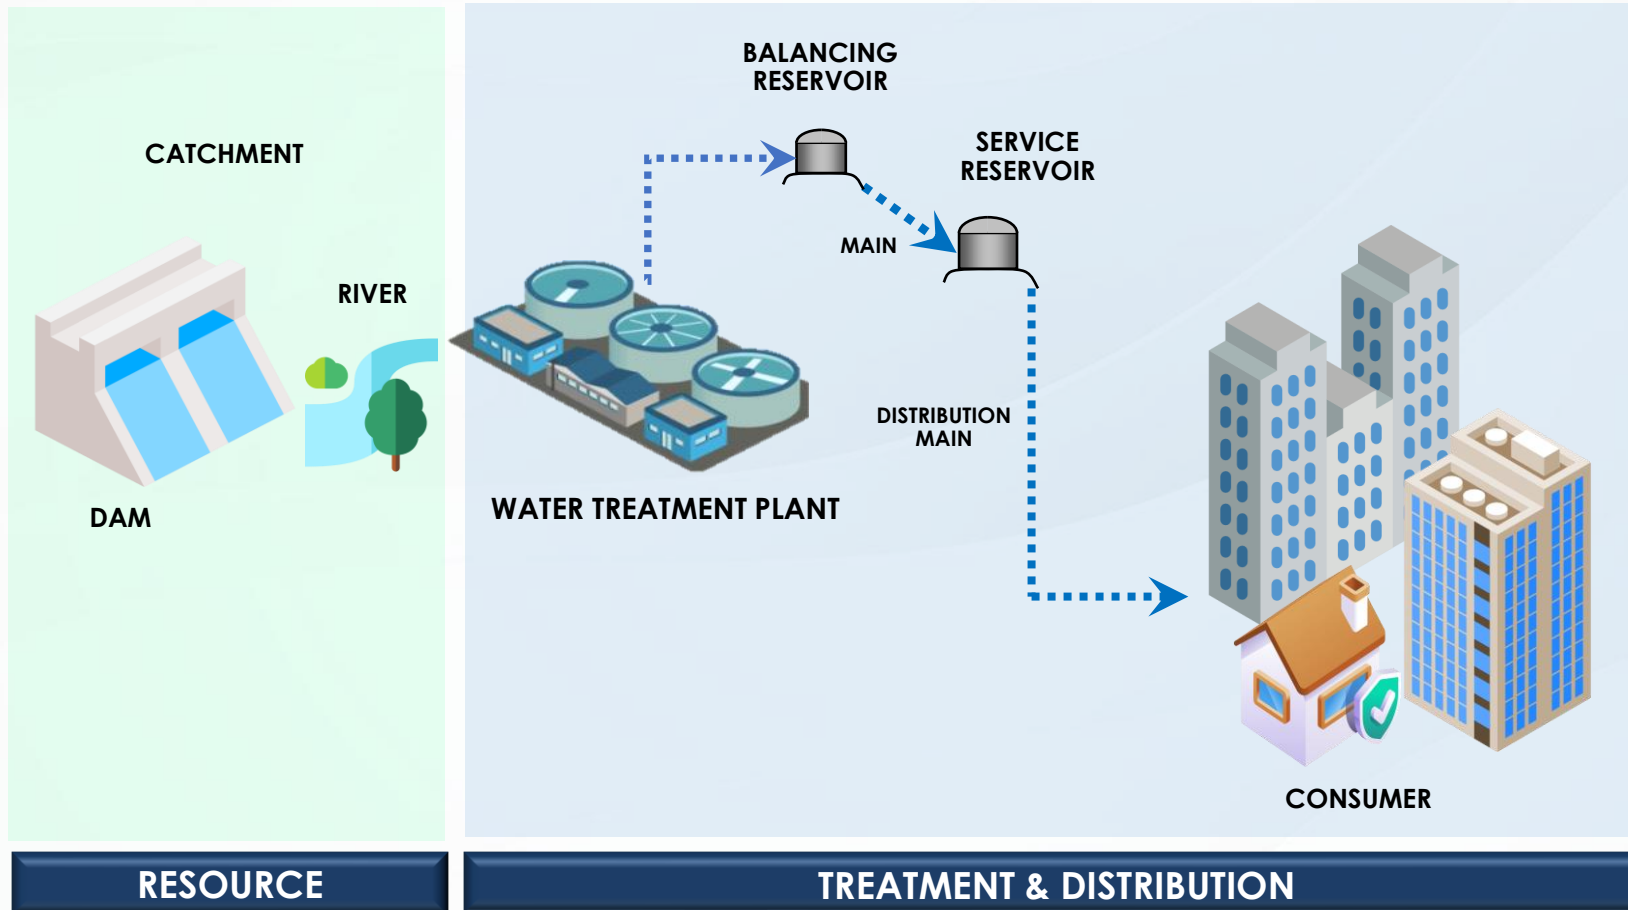 CATCHMENT
RIVER
DAM
BALANCING
RESERVOIR
SERVICE
RESERVOIR
MAIN
DISTRIBUTION
MAIN
WATER TREATMENT PLANT
CONSUMER
RESOURCE
TREATMENT & DISTRIBUTION